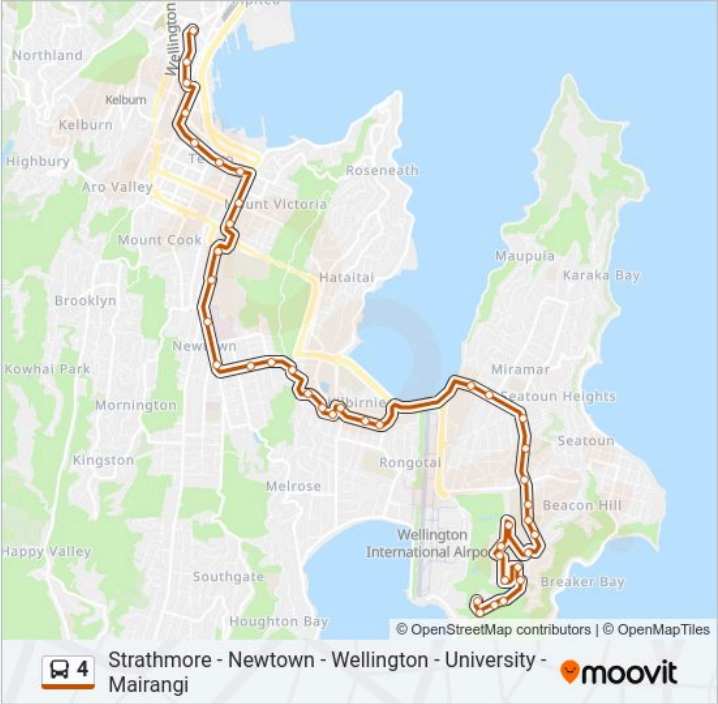 Wellington
Northland
Kelburn
Kelburn
Highbury
Te
Aro Valley
Roseneath
Mount Victoria
Mount Cook
Maupuia
Hataitai
Karaka Bay
Brooklyn
Newtown
Kowhai Park
Miramar
Seatoun Heights
Mornington
Kilbirnie
Seatoun
Kingston
Rongotai
Melrose
Beacon Hill
Wellington
International Airpo
Happy Valley
Southgate
Breaker Bay
Houghton Bay
© OpenStreetMap contributors | © OpenMapTiles
4 Strathmore - Newtown - Wellington - University -
Mairangi
moovit